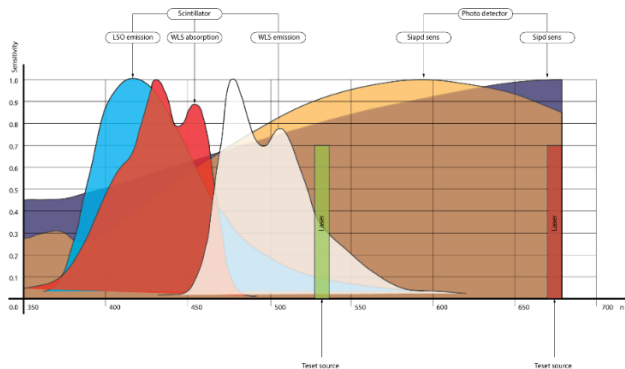 Scintillator Photo detector
LSO emission WLS absorption WLS emission Siapd sens Sipd sens
Sensitivity
1.0
0.9
0.8
0.7
0.6
0.5
0.4
0.3
0.2
0.1
Laser Laser
0.0 350 400 450 500 550 600 650 700 n
Teset source Teset source